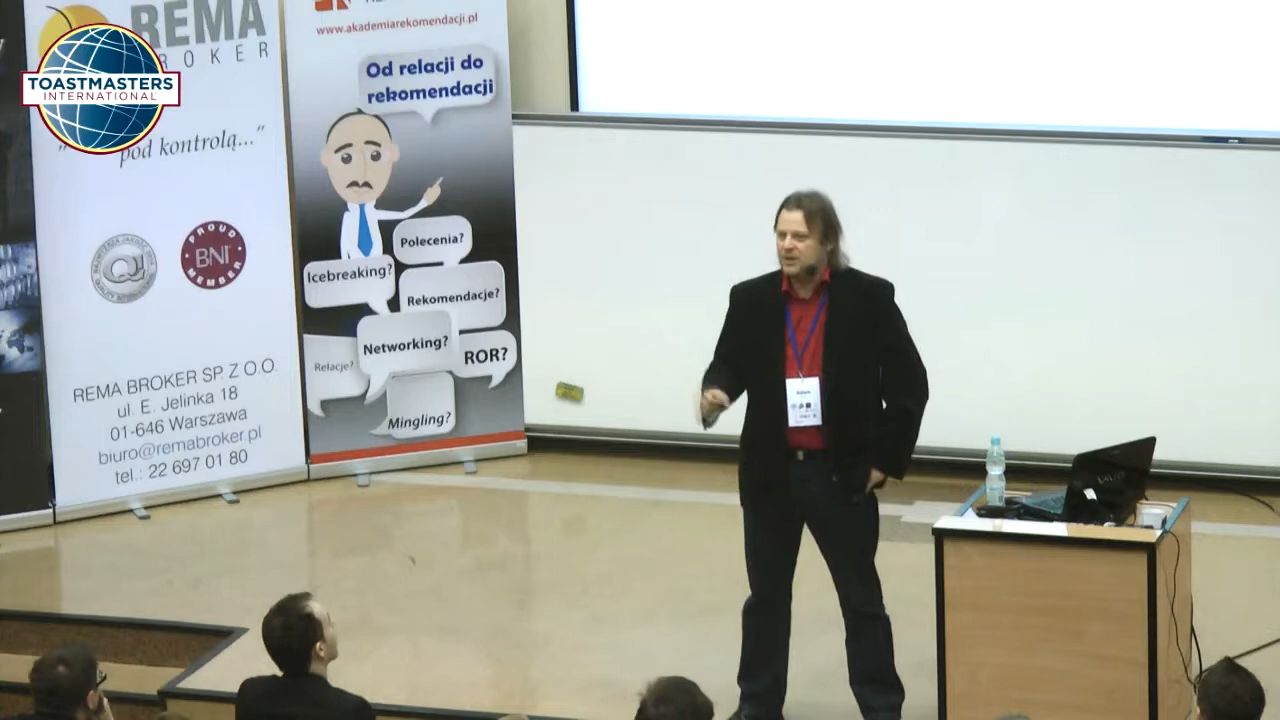 REMA
BROKER
pod kontrolą..."
PROUD
BNI
MEMBER
REMA BROKER SP. Z O.O.
ul. E. Jelinka 18
01-646 Warszawa
biuro@remabroker.pl
tel.: 22 697 01 80
TOASTMASTERS
INTERNATIONAL
www.akademiarekomendacji.pl
Od relacji do
rekomendacji
Polecenia?
Icebreaking?
Rekomendacje?
Networking?
ROR?
Relacje?
Mingling?
Adam
VAIO